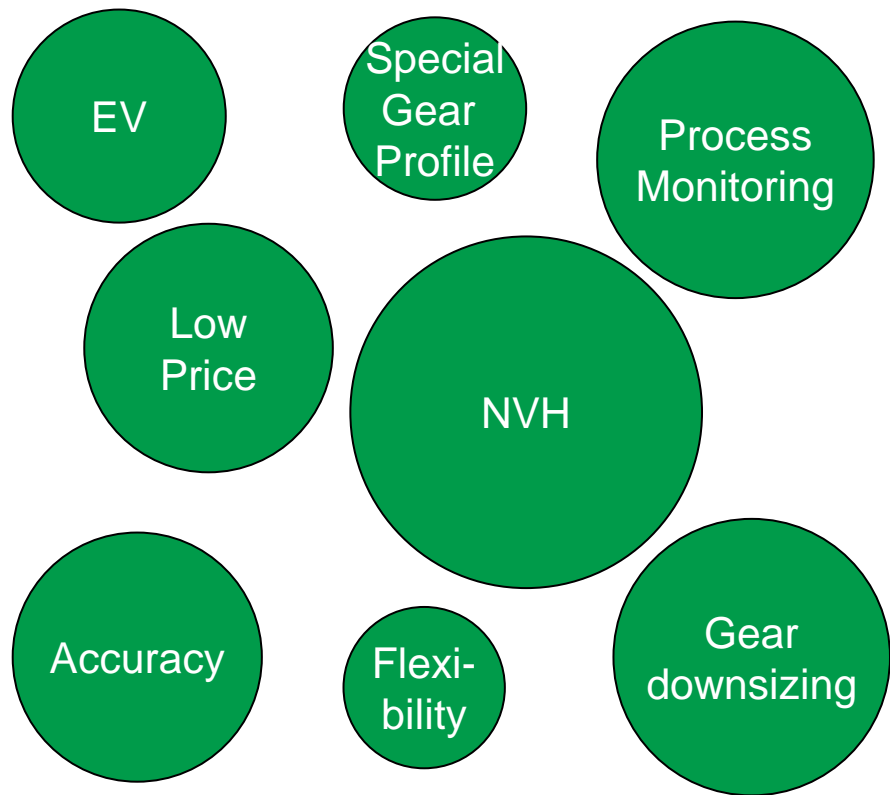 EV
Special
Gear
Profile
Process
Monitoring
Low
Price
NVH
Accuracy
Flexi-
bility
Gear
downsizing